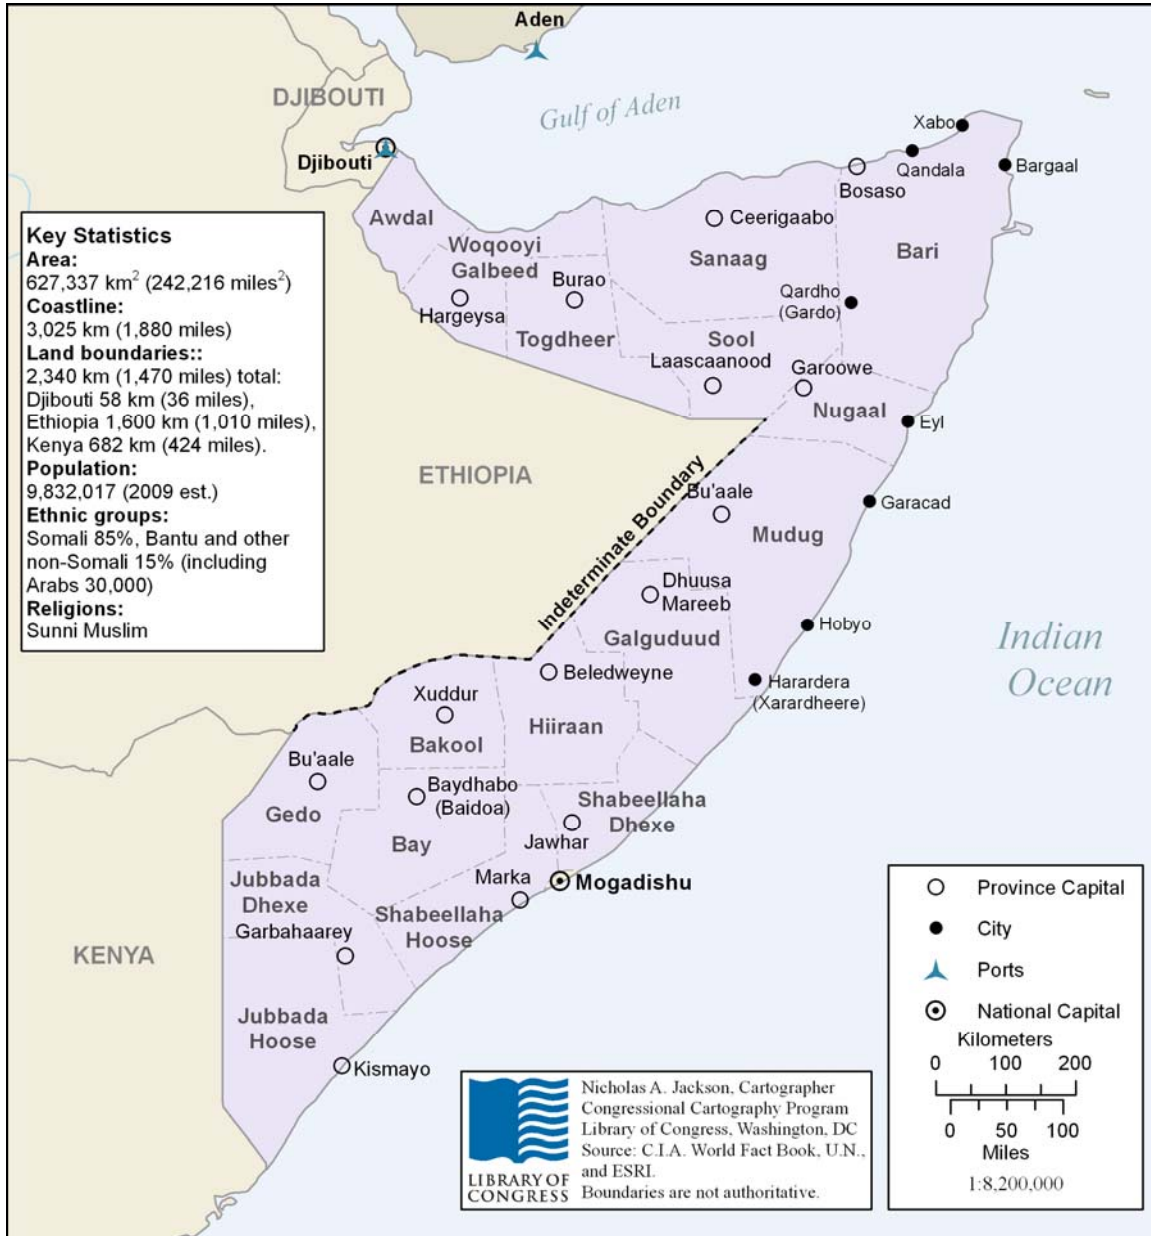 Aden
DJIBOUTI
Gulf of Aden
Djibouti
Xabo
Qandala
Bargaal
Bosaso
Awdal
Ceerigaabo
Woqooyi
Galbeed
Sanaag
Bari
Burao
Hargeysa
Qardho
(Gardo)
Togdheer
Sool
Laascaanood
Garoowe
Nugaal
Eyl
Key Statistics
Area:
627,337 km² (242,216 miles²)
Coastline:
3,025 km (1,880 miles)
Land boundaries::
2,340 km (1,470 miles) total:
Djibouti 58 km (36 miles),
Ethiopia 1,600 km (1,010 miles),
Kenya 682 km (424 miles).
Population:
9,832,017 (2009 est.)
Ethnic groups:
Somali 85%, Bantu and other
non-Somali 15% (including
Arabs 30,000)
Religions:
Sunni Muslim
ETHIOPIA
Indeterminate Boundary
Bu'aale
Garacad
Mudug
Dhuusa
Mareeb
Galguduud
Hobyo
Indian
Ocean
Beledweyne
Harardera
(Xarardheere)
Xuddur
Hiiraan
Bakool
Bu'aale
Baydhabo
(Baidoa)
Gedo
Shabeellaha
Dhexe
Bay
Jawhar
Jubbada
Dhexe
Marka
Mogadishu
Shabeellaha
Hoose
Garbahaarey
KENYA
Jubbada
Hoose
Kismayo
Province Capital
City
Ports
National Capital
Kilometers
0 100 200
0 50 100
Miles
1:8,200,000
LIBRARY OF
CONGRESS
Nicholas A. Jackson, Cartographer
Congressional Cartography Program
Library of Congress, Washington, DC
Source: C.I.A. World Fact Book, U.N.,
and ESRI.
Boundaries are not authoritative.